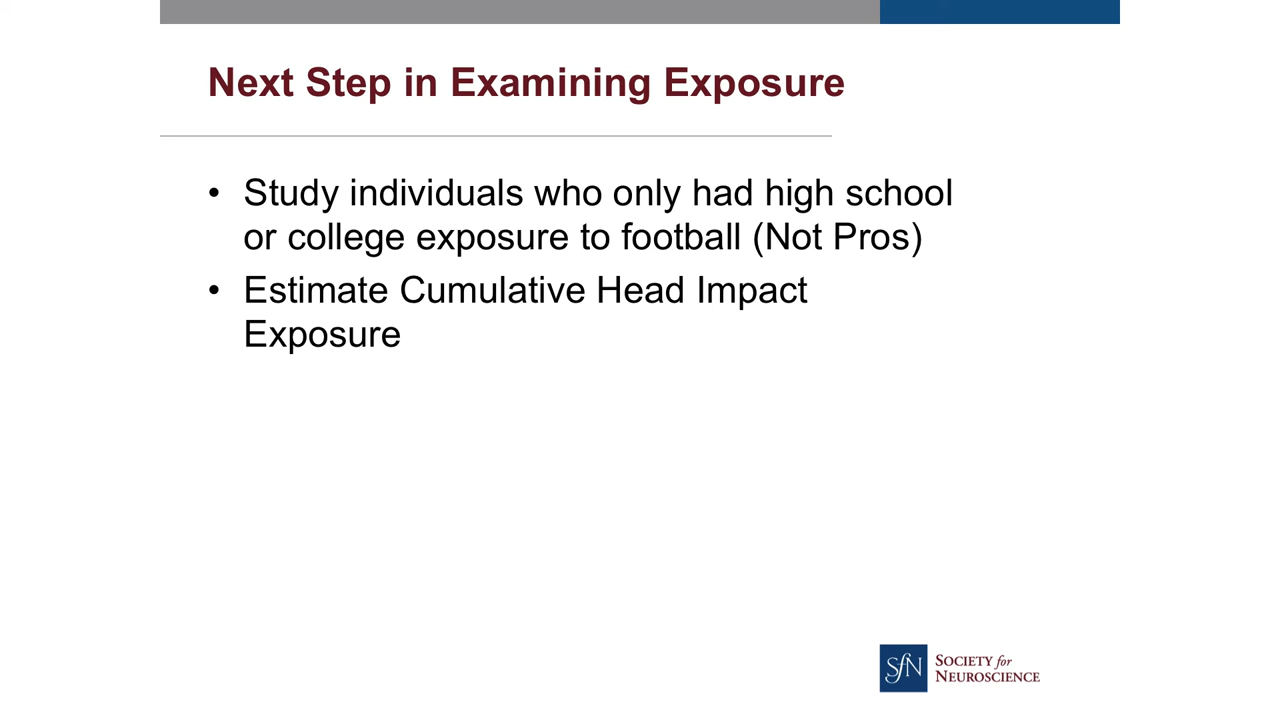 Next Step in Examining Exposure
• Study individuals who only had high school
or college exposure to football (Not Pros)
• Estimate Cumulative Head Impact
Exposure
SfN
SOCIETY for
NEUROSCIENCE